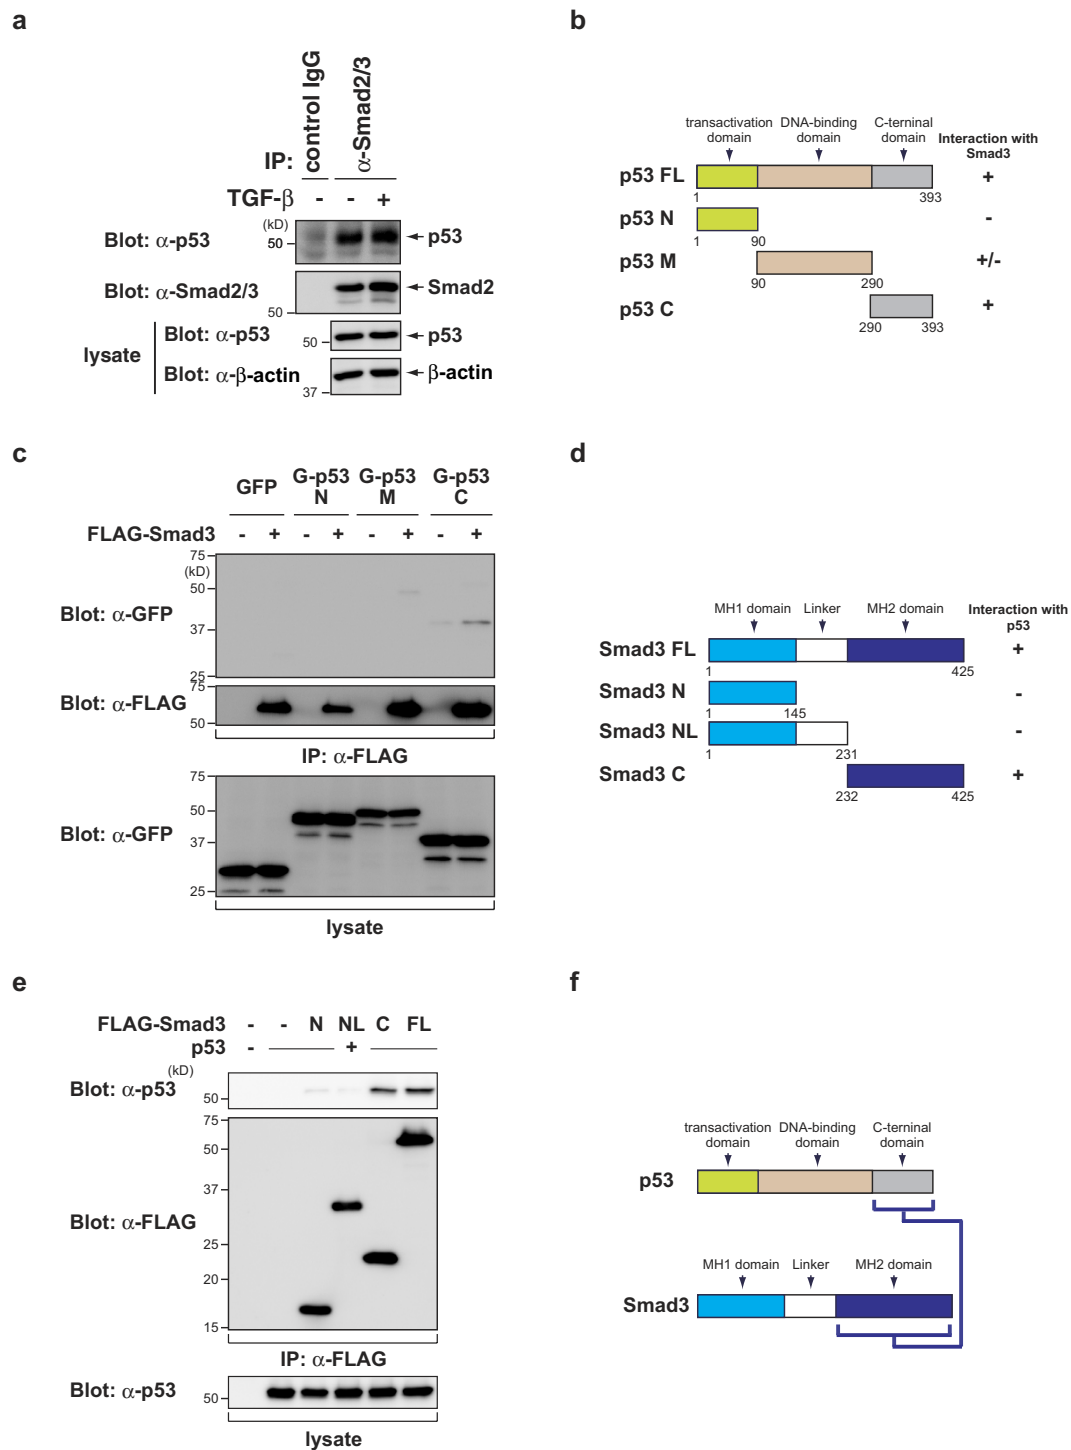 a
IP:
control IgG
α-Smad2/3
TGF-β - - +
(kD)
Blot: α-p53
50
p53
Blot: α-Smad2/3
Smad2
50
lysate
Blot: α-p53
50
p53
Blot: α-β-actin
β-actin
37
b
transactivation domain
DNA-binding domain
C-terninal domain
Interaction with Smad3
p53 FL
+
1 393
p53 N
-
1 90
p53 M
+/-
90 290
p53 C
+
290 393
c
GFP
G-p53 N
G-p53 M
G-p53 C
FLAG-Smad3 - + - + - + - +
75
(kD)
50
Blot: α-GFP
37
25
75
Blot: α-FLAG
50
IP: α-FLAG
75
50
Blot: α-GFP
37
25
lysate
d
MH1 domain
Linker
MH2 domain
Interaction with p53
Smad3 FL
+
1 425
Smad3 N
-
1 145
Smad3 NL
-
1 231
Smad3 C
+
232 425
e
FLAG-Smad3 - - N NL C FL
p53 - +
(kD)
Blot: α-p53
50
75
50
37
Blot: α-FLAG
25
20
15
IP: α-FLAG
Blot: α-p53
50
lysate
f
transactivation domain
DNA-binding domain
C-terninal domain
p53
MH1 domain
Linker
MH2 domain
Smad3